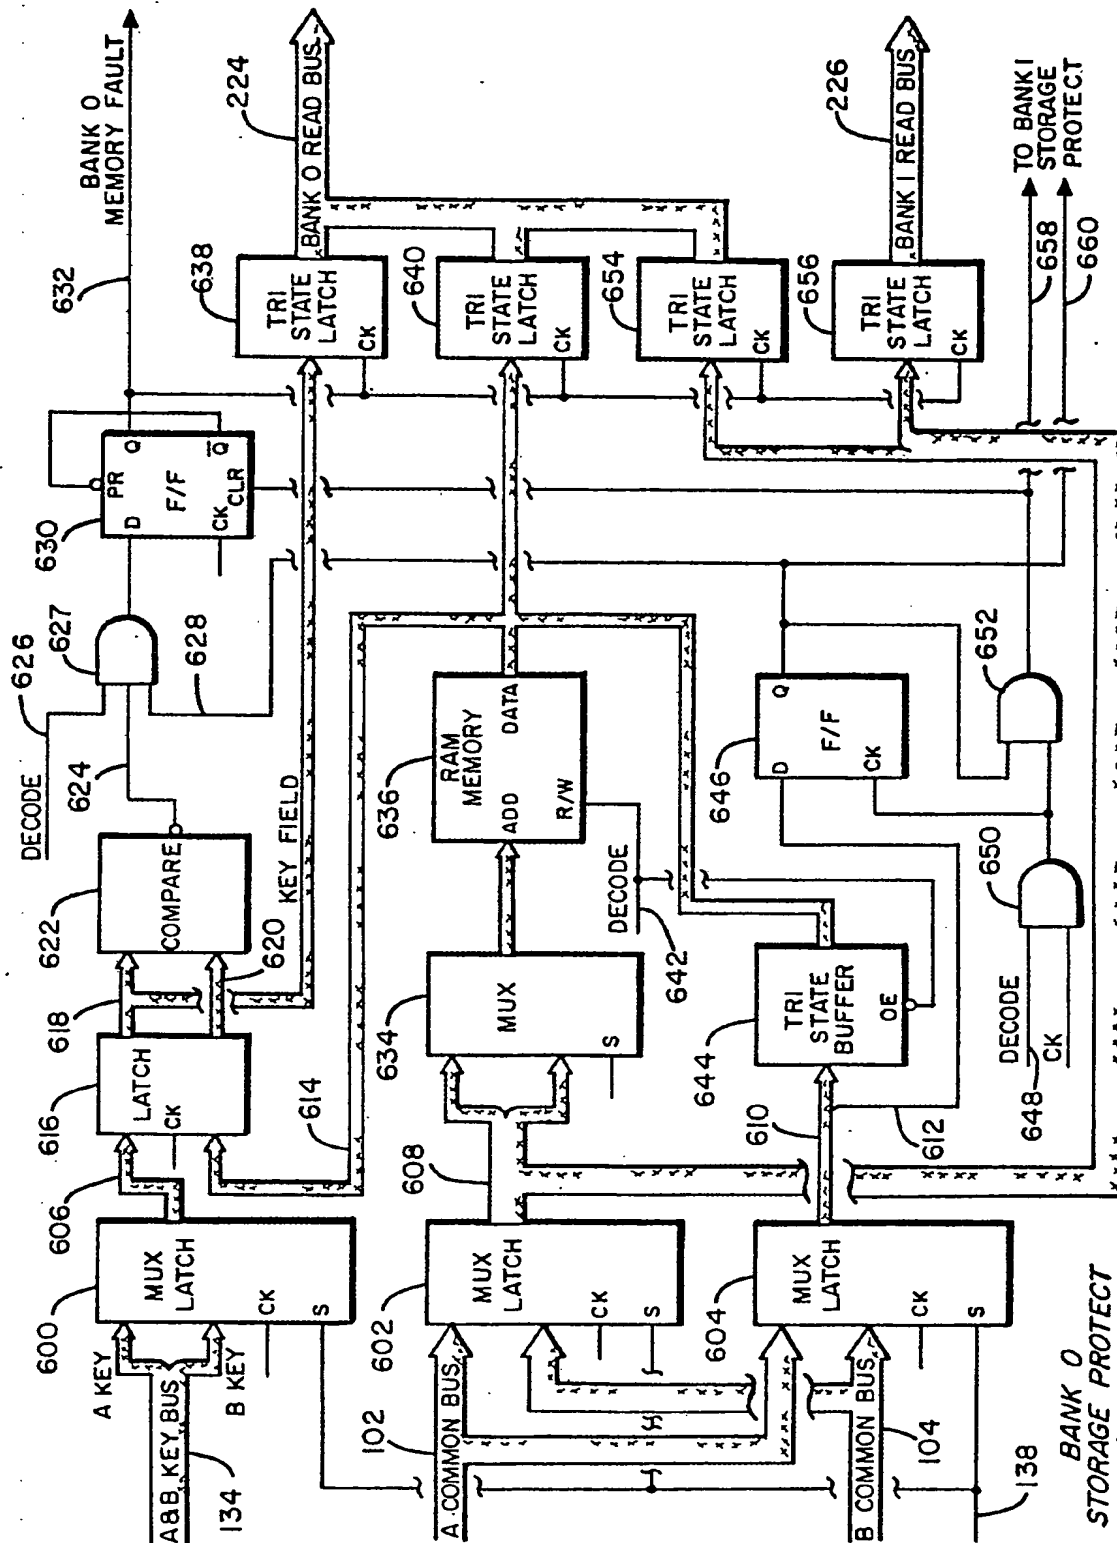 BANK 0
MEMORY FAULT
632
224
BANK 0 READ BUS
638
TRI
STATE
LATCH
CK
640
TRI
STATE
LATCH
CK
654
TRI
STATE
LATCH
CK
226
BANK 1 READ BUS
656
TRI
STATE
LATCH
CK
TO BANK 1
STORAGE
PROTECT
658
660
630
PR
D
Q
F/F
Q
CK
CLR
626
627
628
DECODE
624
622
COMPARE
620
KEY FIELD
618
616
LATCH
CK
614
606
600
MUX
LATCH
CK
S
A KEY
B KEY
A&B KEY BUS
134
636
RAM
MEMORY
ADD
DATA
R/W
DECODE
642
634
MUX
S
608
602
MUX
LATCH
CK
S
A COMMON BUS
102
646
D
Q
F/F
CK
652
650
DECODE
CK
648
644
TRI
STATE
BUFFER
OE
610
612
604
MUX
LATCH
CK
S
B COMMON BUS
104
138
BANK 0
STORAGE PROTECT